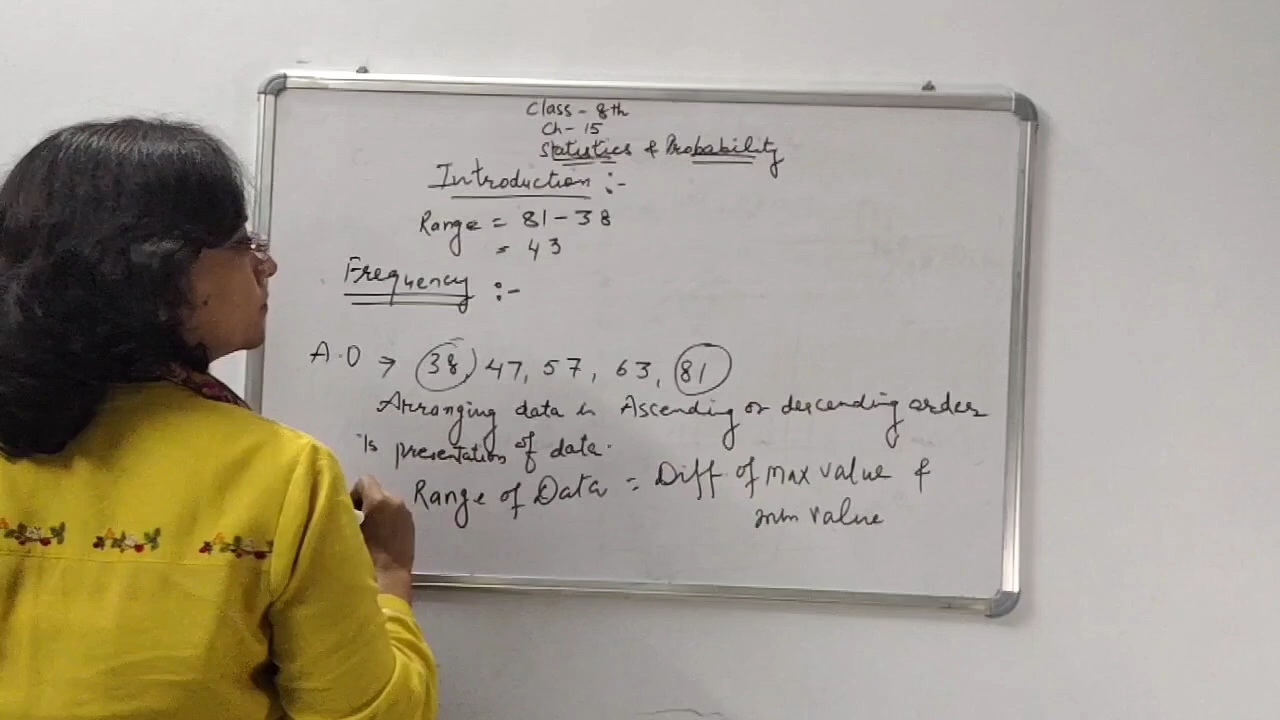 Class - 8th
Ch - 15
Statistics & Probability
Introduction :-
Range = 81 - 38
= 43
Frequency :-
A.O → 38, 47, 57, 63, 81
Arranging data in Ascending or descending order
is presentation of data.
Range of Data = Diff of Max value &
min value